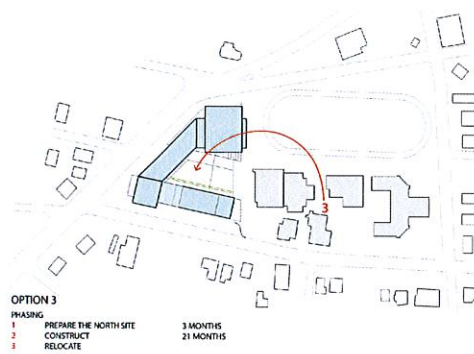 3
OPTION 3
PHASING
1 PREPARE THE NORTH SITE 3 MONTHS
2 CONSTRUCT 21 MONTHS
3 RELOCATE